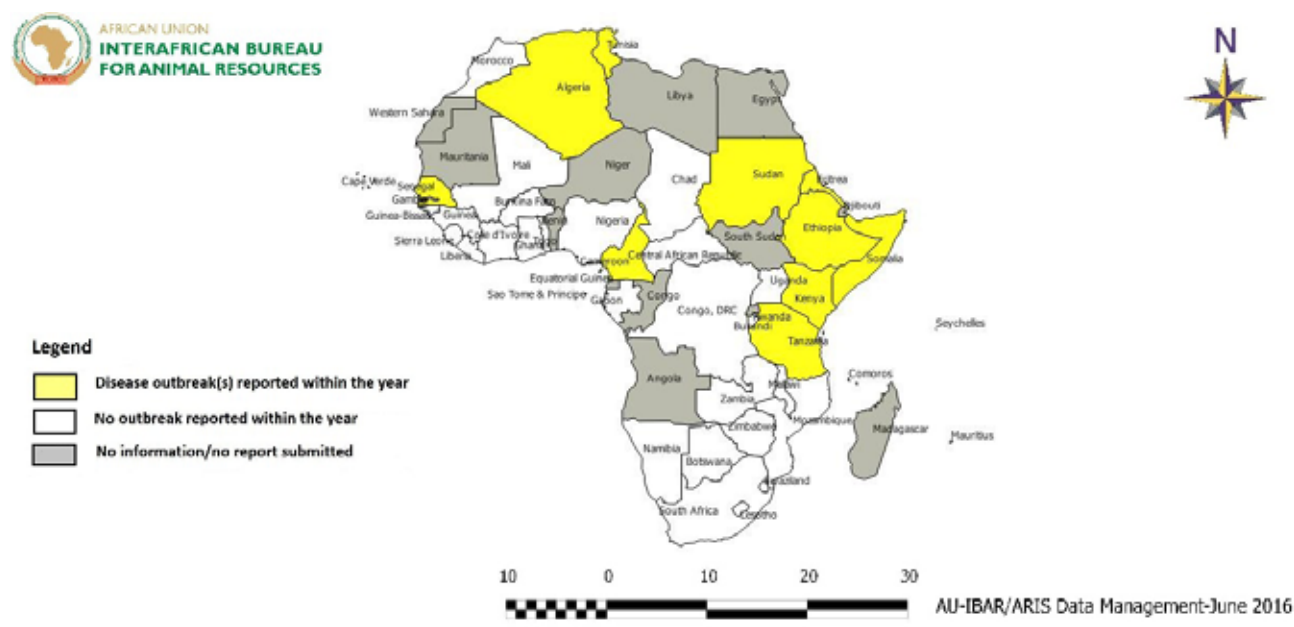 AFRICAN UNION
INTERAFRICAN BUREAU
FOR ANIMAL RESOURCES
N
Tunisia
Morocco
Algeria
Libya
Egypt
Western Sahara
Mauritania
Mali
Niger
Chad
Sudan
Eritrea
Cape Verde
Senegal
Djibouti
Guinea-Bissau
Guinea
Burkina Faso
Benin
Nigeria
Ethiopia
South Sudan
Sierra Leone
Cote d'Ivoire
Ghana
Togo
Liberia
Cameroon
Central African Republic
Somalia
Equatorial Guinea
Uganda
Sao Tome & Principe
Gabon
Congo
Kenya
Congo, DRC
Rwanda
Burundi
Seychelles
Tanzania
Legend
Disease outbreak(s) reported within the year
No outbreak reported within the year
No information/no report submitted
Angola
Malawi
Comoros
Zambia
Mozambique
Zimbabwe
Madagascar
Mauritius
Namibia
Botswana
Swaziland
South Africa
Lesotho
10 0 10 20 30
AU-IBAR/ARIS Data Management-June 2016